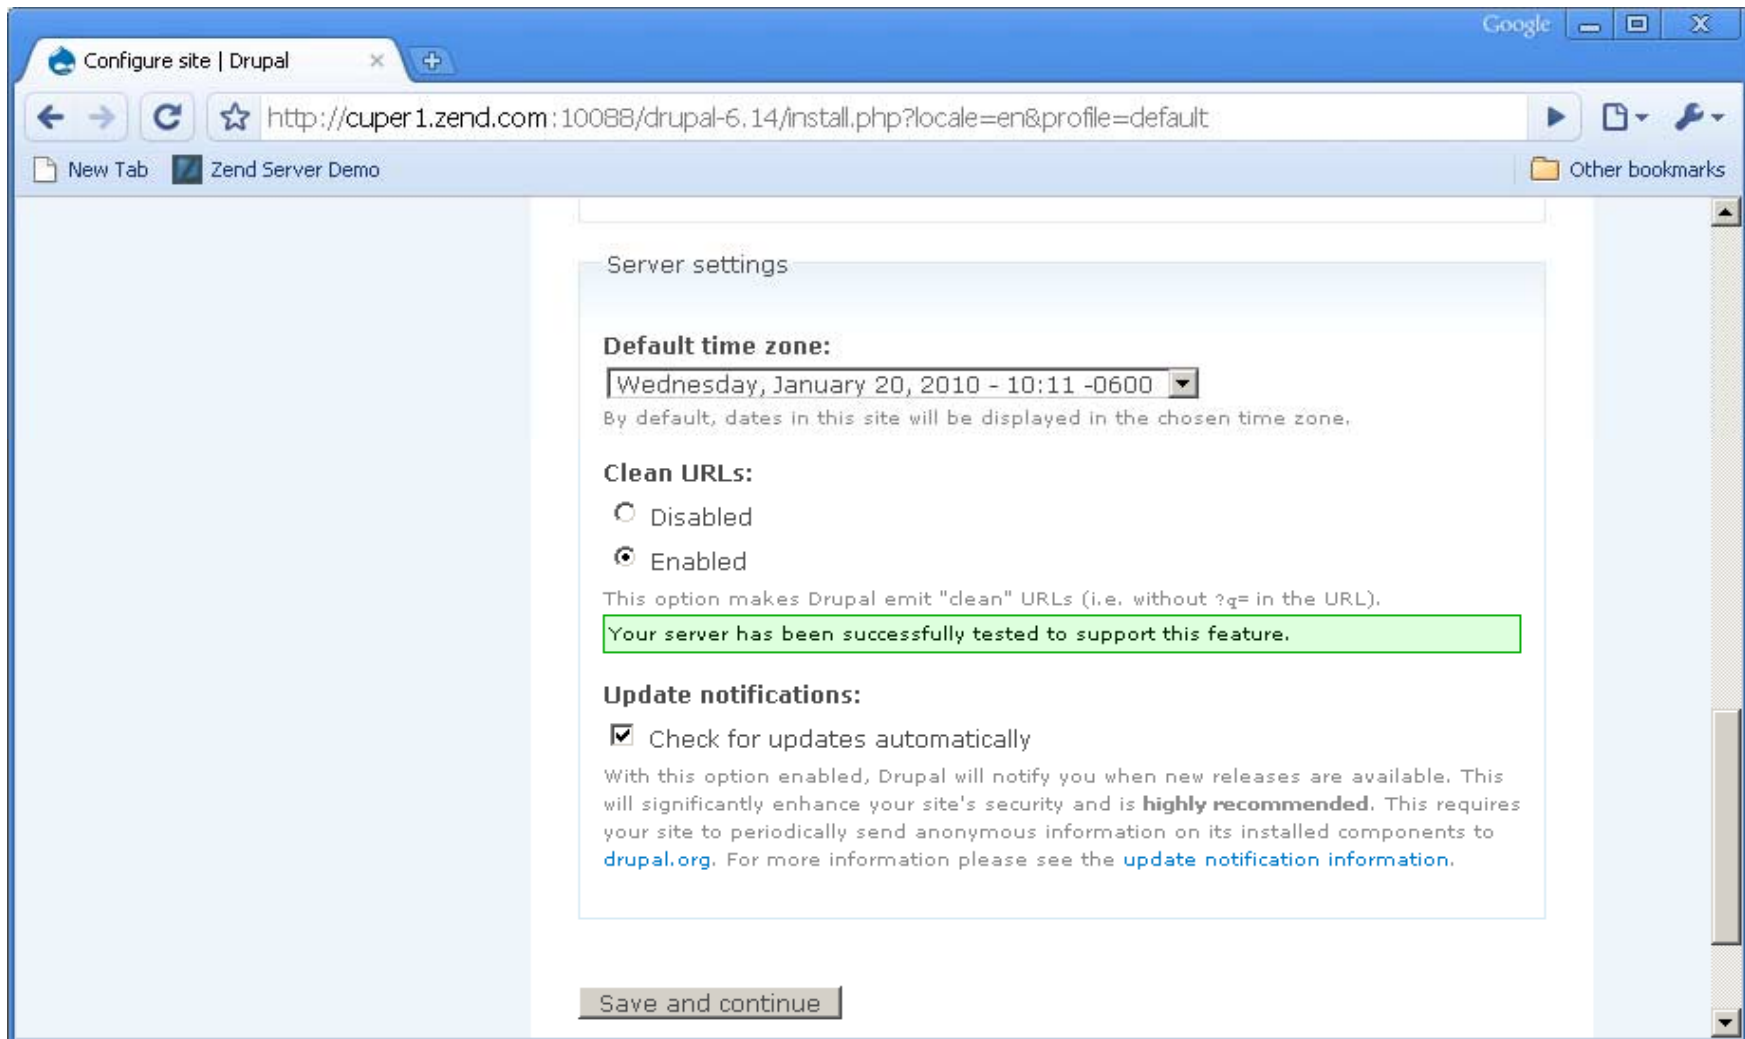 Google
Configure site | Drupal
http://cuper1.zend.com:10088/drupal-6.14/install.php?locale=en&profile=default
New Tab Zend Server Demo Other bookmarks
Server settings
Default time zone:
Wednesday, January 20, 2010 - 10:11 -0600
By default, dates in this site will be displayed in the chosen time zone.
Clean URLs:
Disabled
Enabled
This option makes Drupal emit "clean" URLs (i.e. without ?q= in the URL).
Your server has been successfully tested to support this feature.
Update notifications:
Check for updates automatically
With this option enabled, Drupal will notify you when new releases are available. This
will significantly enhance your site's security and is highly recommended. This requires
your site to periodically send anonymous information on its installed components to
drupal.org. For more information please see the update notification information.
Save and continue